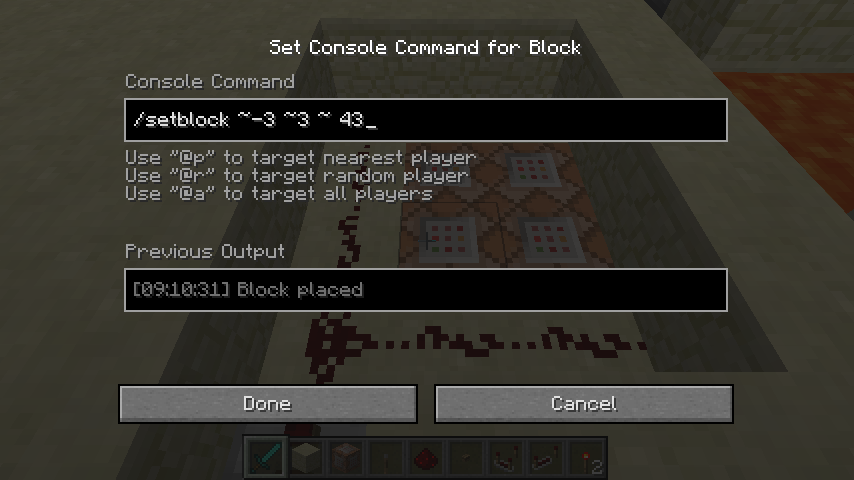 Set Console Command for Block
Console Command
/setblock ~-3 ~3 ~ 43_
Use "@p" to target nearest player
Use "@r" to target random player
Use "@a" to target all players
Previous Output
[09:10:31] Block placed
Done
Cancel
2